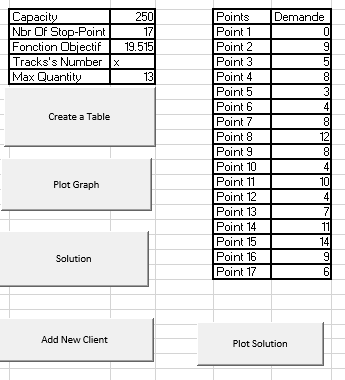 Capacity 250
Nbr Of Stop-Point 17
Fonction Objectif 19.515
Tracks's Number x
Max Quantity 13
Create a Table
Plot Graph
Solution
Add New Client
Points Demande
Point 1 0
Point 2 9
Point 3 5
Point 4 8
Point 5 3
Point 6 4
Point 7 8
Point 8 12
Point 9 8
Point 10 4
Point 11 10
Point 12 4
Point 13 7
Point 14 11
Point 15 14
Point 16 9
Point 17 6
Plot Solution